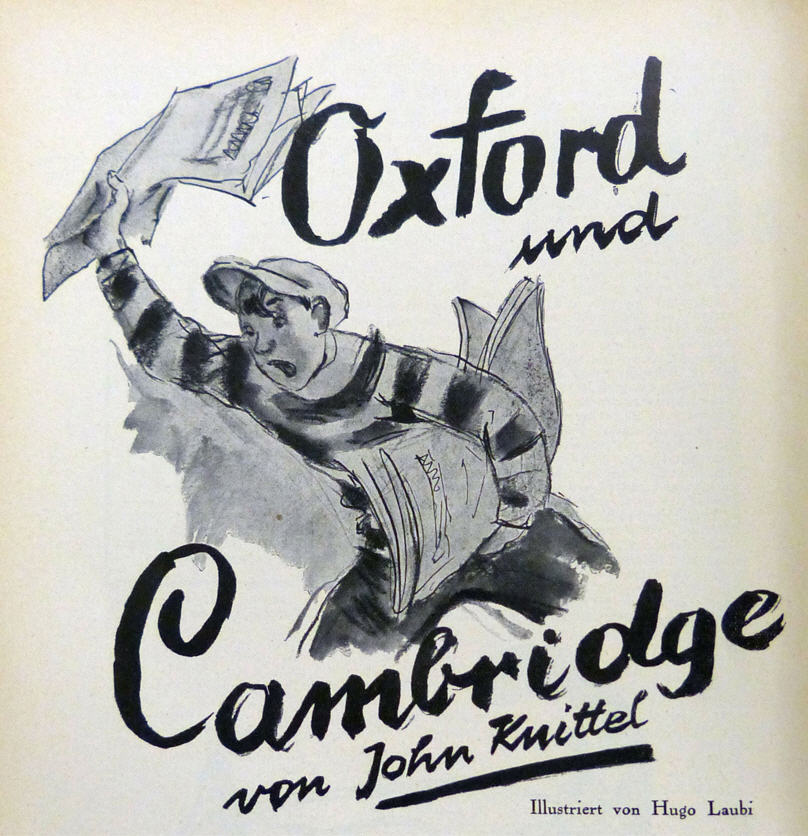 Oxford
und
Cambridge
von John Knittel
Illustriert von Hugo Laubi